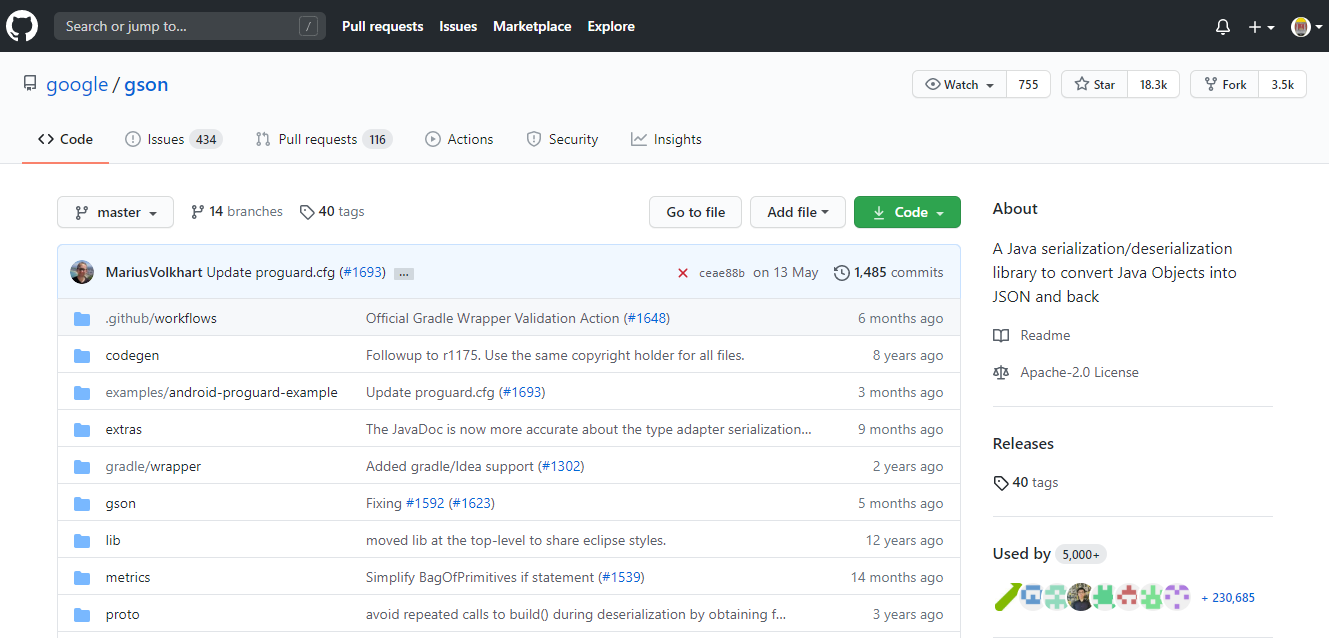 Search or jump to... / Pull requests Issues Marketplace Explore
google / gson Watch 755 Star 18.3k Fork 3.5k
Code Issues 434 Pull requests 116 Actions Security Insights
master 14 branches 40 tags Go to file Add file Code
MariusVolkhart Update proguard.cfg (#1693) ... ceae88b on 13 May 1,485 commits
.github/workflows Official Gradle Wrapper Validation Action (#1648) 6 months ago
codegen Followup to r1175. Use the same copyright holder for all files. 8 years ago
examples/android-proguard-example Update proguard.cfg (#1693) 3 months ago
extras The JavaDoc is now more accurate about the type adapter serialization... 9 months ago
gradle/wrapper Added gradle/Idea support (#1302) 2 years ago
gson Fixing #1592 (#1623) 5 months ago
lib moved lib at the top-level to share eclipse styles. 12 years ago
metrics Simplify BagOfPrimitives if statement (#1539) 14 months ago
proto avoid repeated calls to build() during deserialization by obtaining f... 3 years ago
About
A Java serialization/deserialization
library to convert Java Objects into
JSON and back
Readme
Apache-2.0 License
Releases
40 tags
Used by 5,000+
+ 230,685